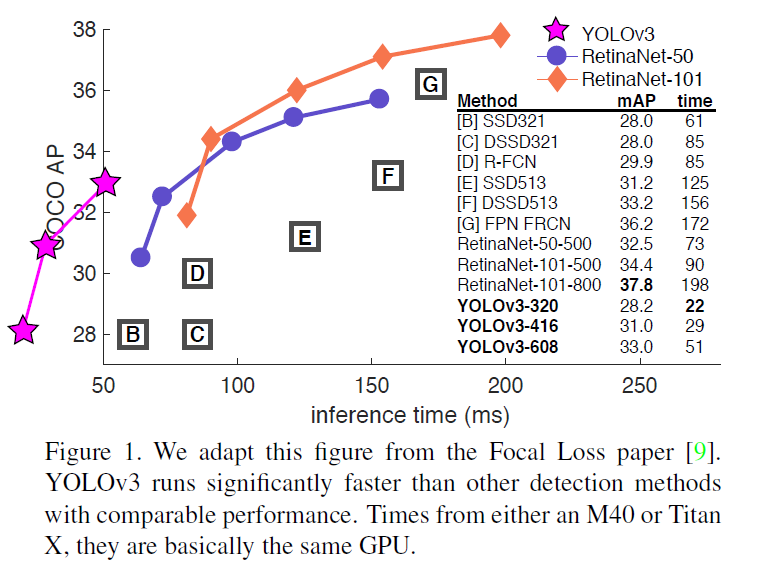 38
36
34
32
30
28
COCO AP
50
100
150
200
250
inference time (ms)
B
C
D
E
F
G
YOLOv3
RetinaNet-50
RetinaNet-101
Method mAP time
[B] SSD321 28.0 61
[C] DSSD321 28.0 85
[D] R-FCN 29.9 85
[E] SSD513 31.2 125
[F] DSSD513 33.2 156
[G] FPN FRCN 36.2 172
RetinaNet-50-500 32.5 73
RetinaNet-101-500 34.4 90
RetinaNet-101-800 37.8 198
YOLOv3-320 28.2 22
YOLOv3-416 31.0 29
YOLOv3-608 33.0 51
Figure 1. We adapt this figure from the Focal Loss paper [9].
YOLOv3 runs significantly faster than other detection methods
with comparable performance. Times from either an M40 or Titan
X, they are basically the same GPU.